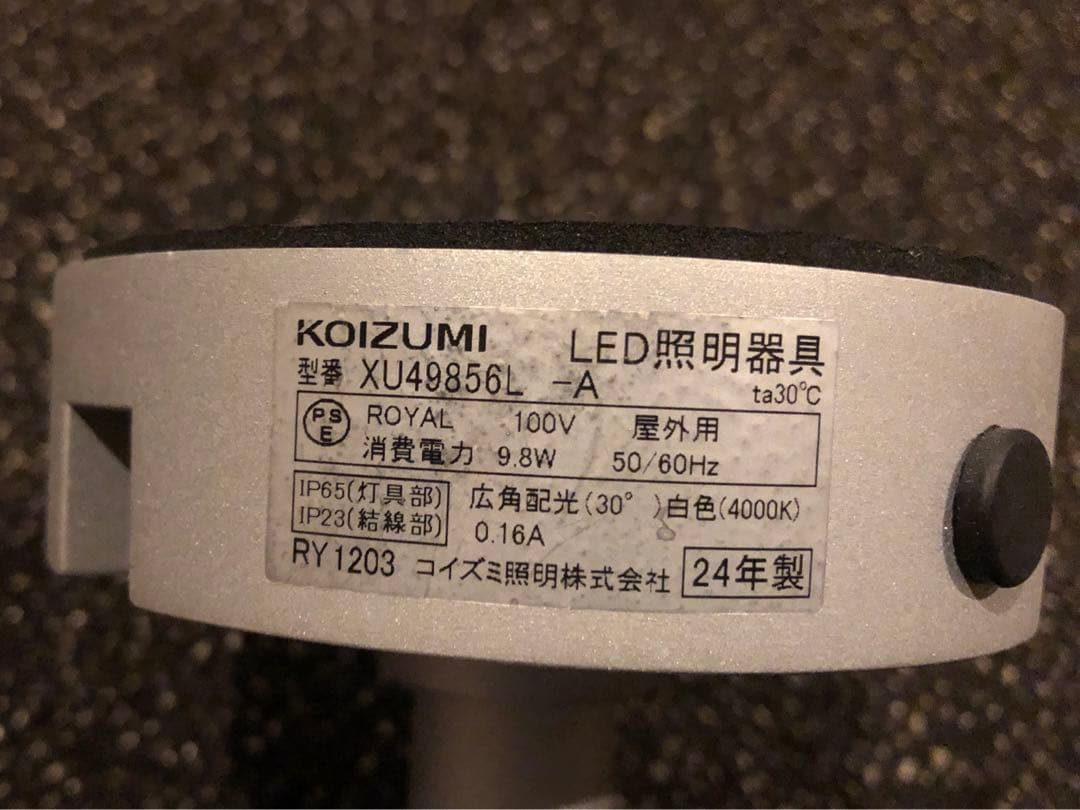 KOIZUMI LED照明器具
型番 XU49856L -A ta30℃
PSE ROYAL 100V 屋外用
消費電力 9.8W 50/60Hz
IP65(灯具部) 広角配光(30° )白色(4000K)
IP23(結線部) 0.16A
RY1203 コイズミ照明株式会社 24年製